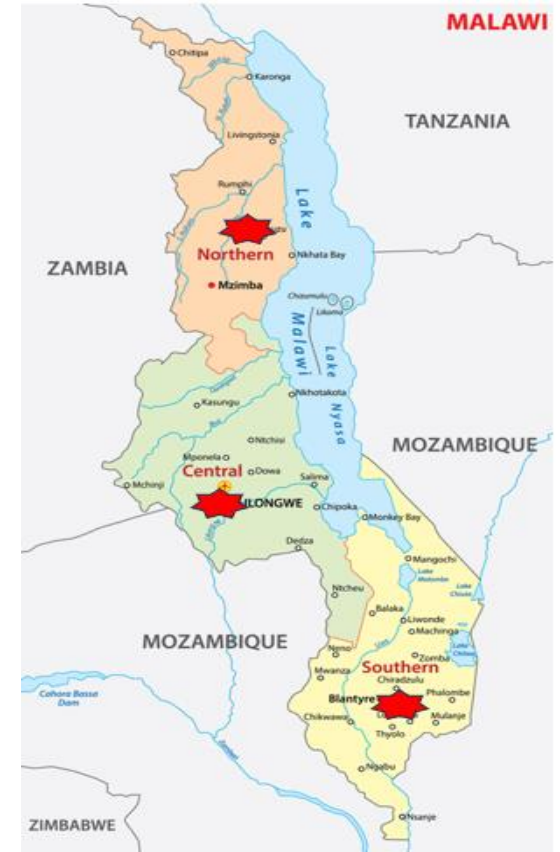 MALAWI
Chitipa
Karonga
TANZANIA
Livingstonia
Rumphi
Lake
Malawi
Northern
ZAMBIA
Nkhata Bay
Mzimba
Chisumulu
Likoma
Lake
Nyasa
Nkhotakota
Kasungu
MOZAMBIQUE
Ntchisi
Mponela
Dowa
Central
Salima
Mchinji
Chipoka
Monkey Bay
Dedza
Mangochi
Lake
Malombe
Lake
Chiuta
Ntcheu
Balaka
Liwonde
Machinga
MOZAMBIQUE
Neno
Zomba
Lake
Chilwa
Mwanza
Southern
Chiradzulu
Blantyre
Phalombe
Cahora Bassa
Dam
Chikwawa
Mulanje
Thyolo
Ngabu
Nsanje
ZIMBABWE